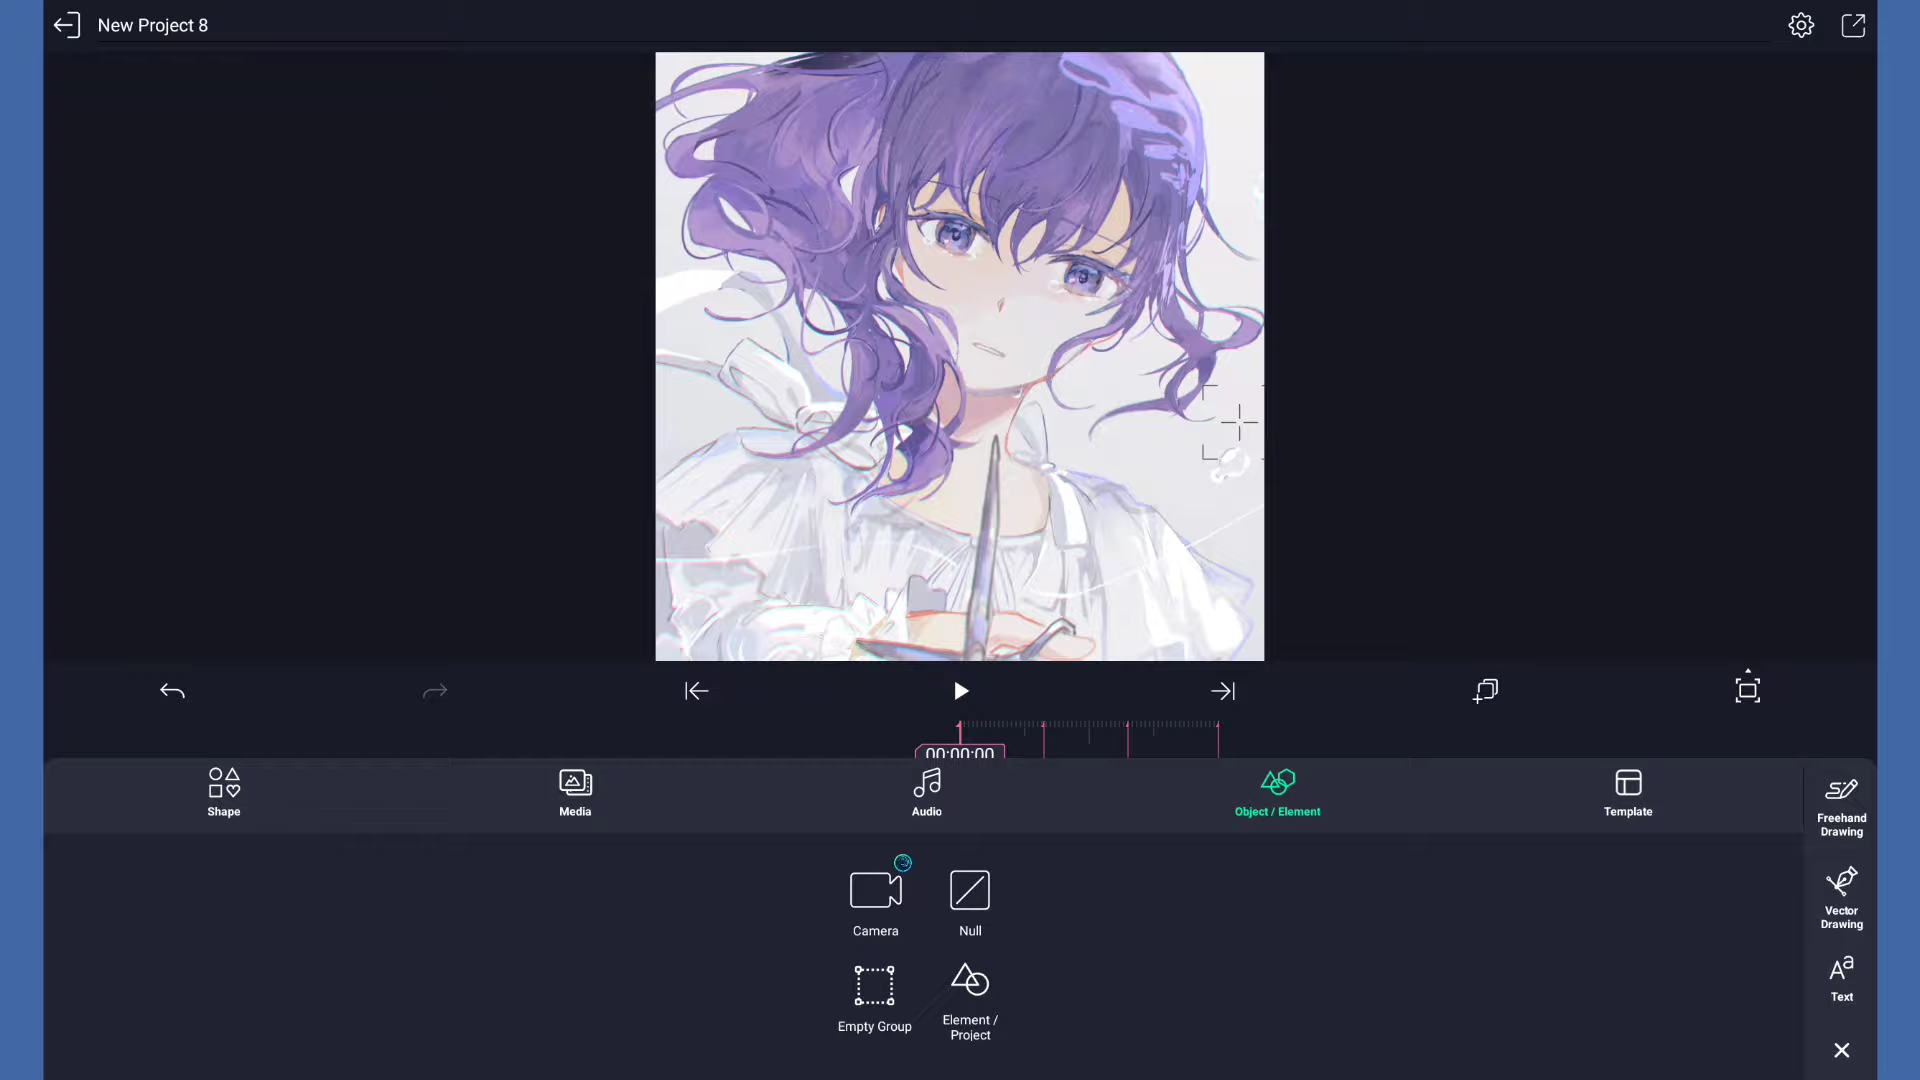 New Project 8
00:00:00
Shape
Media
Audio
Object / Element
Template
Freehand
Drawing
Camera
Null
Vector
Drawing
Empty Group
Element /
Project
Text